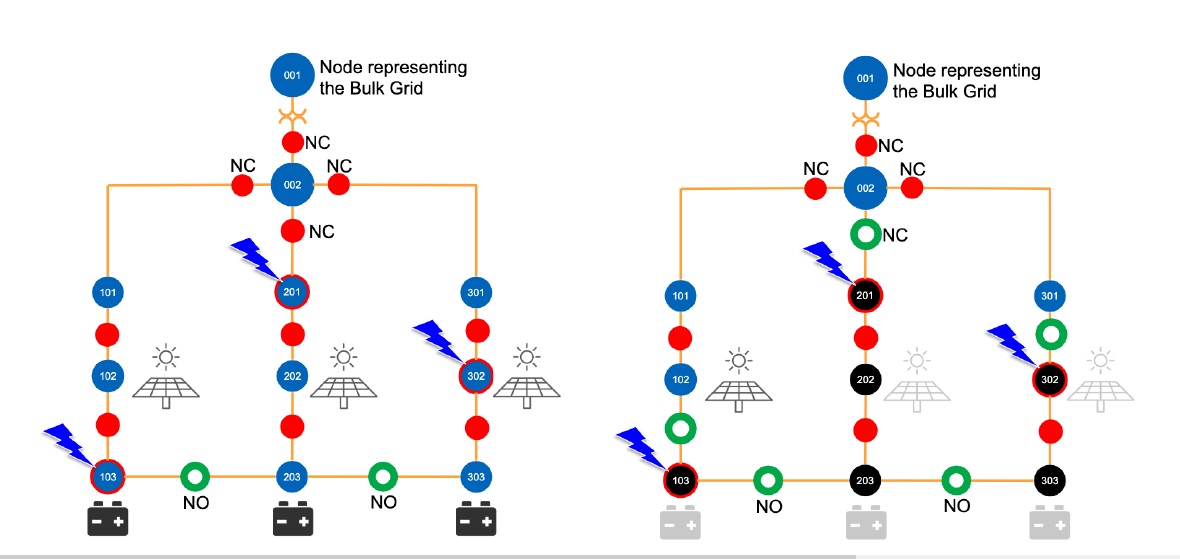 001
Node representing
the Bulk Grid
NC
NC
NC
002
NC
101
201
301
102
202
302
103
203
303
NO
NO
001
Node representing
the Bulk Grid
NC
NC
NC
002
NC
101
201
301
102
202
302
103
203
303
NO
NO